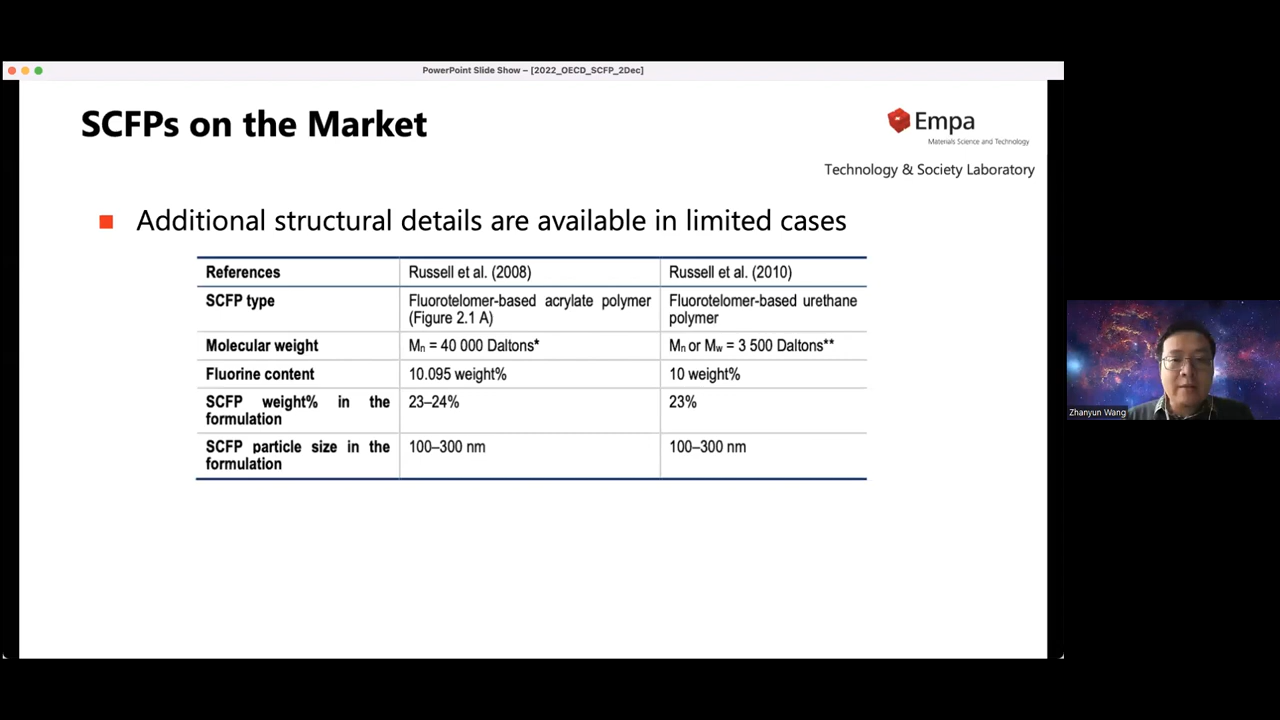 PowerPoint Slide Show – [2022_OECD_SCFP_2Dec]
SCFPs on the Market
Empa
Materials Science and Technology
Technology & Society Laboratory
Additional structural details are available in limited cases
References Russell et al. (2008) Russell et al. (2010)
SCFP type Fluorotelomer-based acrylate polymer Fluorotelomer-based urethane
(Figure 2.1 A) polymer
Molecular weight Mn = 40 000 Daltons* Mn or Mw = 3 500 Daltons**
Fluorine content 10.095 weight% 10 weight%
SCFP weight% in the 23–24% 23%
formulation
SCFP particle size in the 100–300 nm 100–300 nm
formulation
Zhanyun Wang